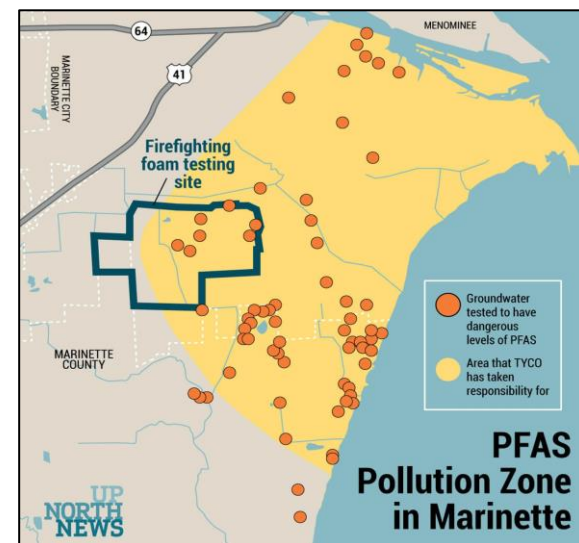 MENOMINEE
64
MARINETTE
CITY
BOUNDARY
41
Firefighting
foam testing
site
Groundwater
tested to have
dangerous
levels of PFAS
Area that TYCO
has taken
responsibility for
MARINETTE
COUNTY
PFAS
Pollution Zone
in Marinette
UP
NORTH
NEWS